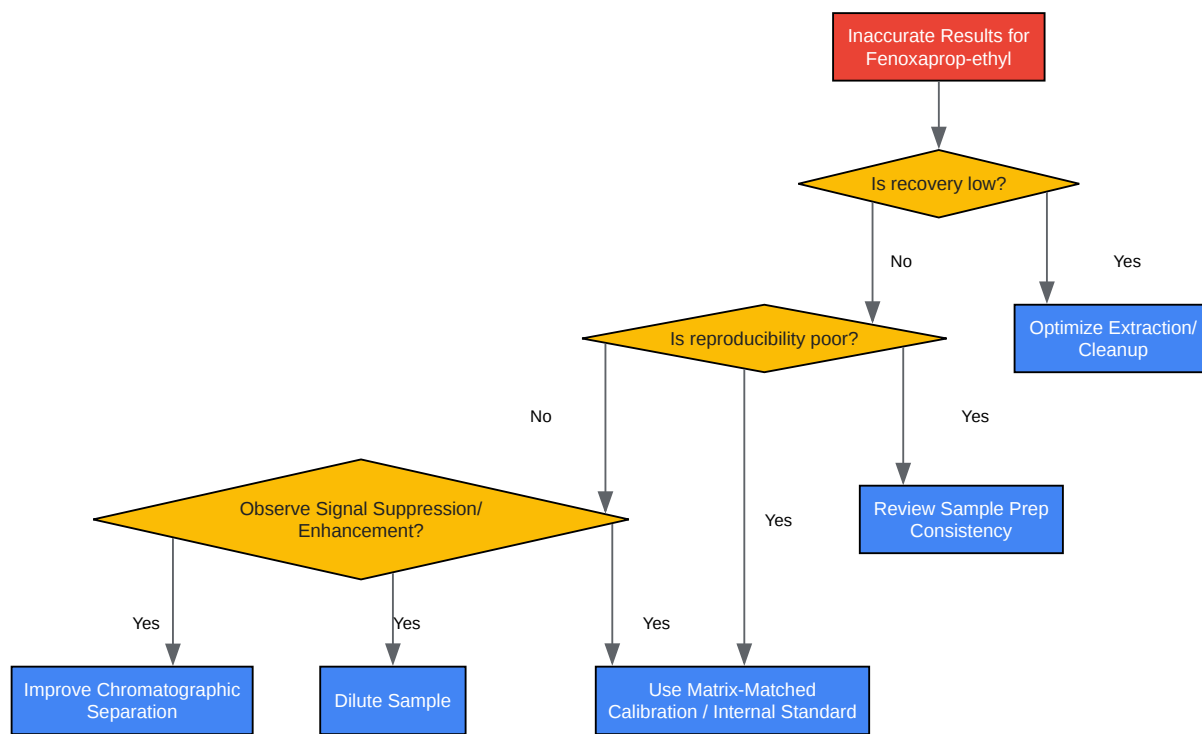 Inaccurate Results for
Fenoxaprop-ethyl
Is recovery low?
No
Yes
Optimize Extraction/
Cleanup
Is reproducibility poor?
No
Yes
Yes
Review Sample Prep
Consistency
Observe Signal Suppression/
Enhancement?
Yes
Yes
Yes
Improve Chromatographic
Separation
Dilute Sample
Use Matrix-Matched
Calibration / Internal Standard